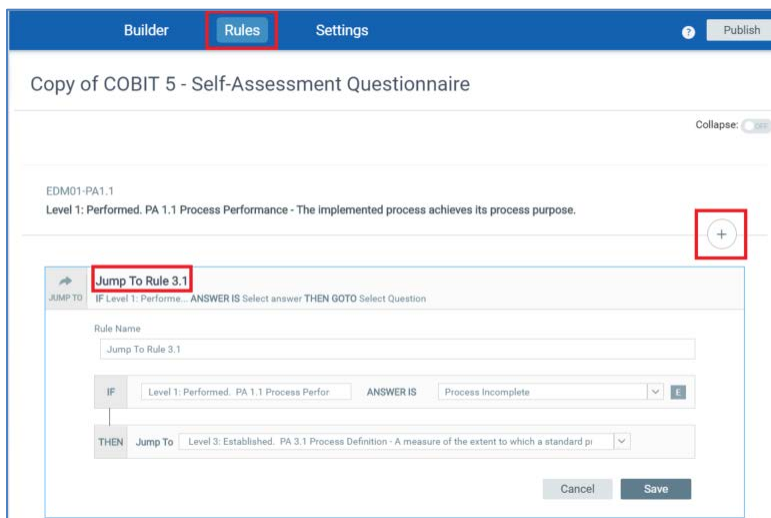 Builder Rules Settings ? Publish
Copy of COBIT 5 - Self-Assessment Questionnaire
Collapse: OFF
EDM01-PA1.1
Level 1: Performed. PA 1.1 Process Performance - The implemented process achieves its process purpose.
+
Jump To Rule 3.1
JUMP TO IF Level 1: Performe... ANSWER IS Select answer THEN GOTO Select Question
Rule Name
Jump To Rule 3.1
IF Level 1: Performed. PA 1.1 Process Perfor ANSWER IS Process Incomplete E
THEN Jump To Level 3: Established. PA 3.1 Process Definition - A measure of the extent to which a standard pr
Cancel Save